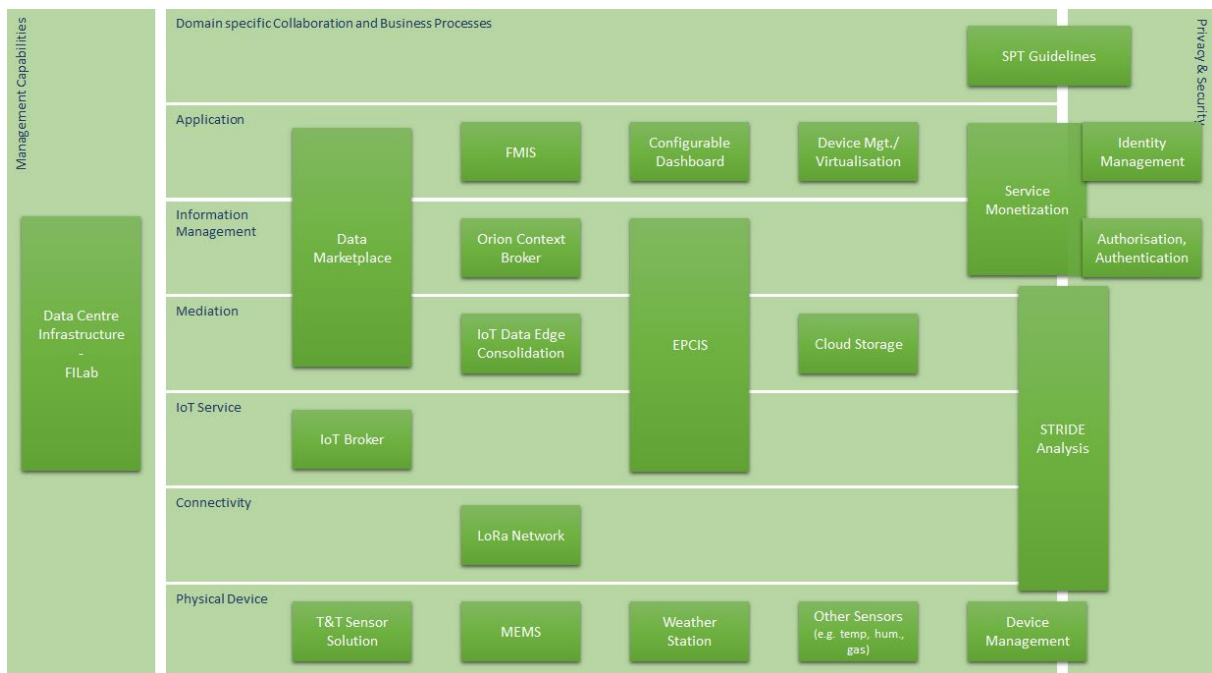 Management Capabilities
Domain specific Collaboration and Business Processes
SPT Guidelines
Privacy & Security
Application
FMIS
Configurable
Dashboard
Device Mgt./
Virtualisation
Identity
Management
Service
Monetization
Information
Management
Data
Marketplace
Orion Context
Broker
Authorisation,
Authentication
Data Centre
Infrastructure
-
FILab
Mediation
IoT Data Edge
Consolidation
EPCIS
Cloud Storage
IoT Service
IoT Broker
STRIDE
Analysis
Connectivity
LoRa Network
Physical Device
T&T Sensor
Solution
MEMS
Weather
Station
Other Sensors
(e.g. temp, hum.,
gas)
Device
Management